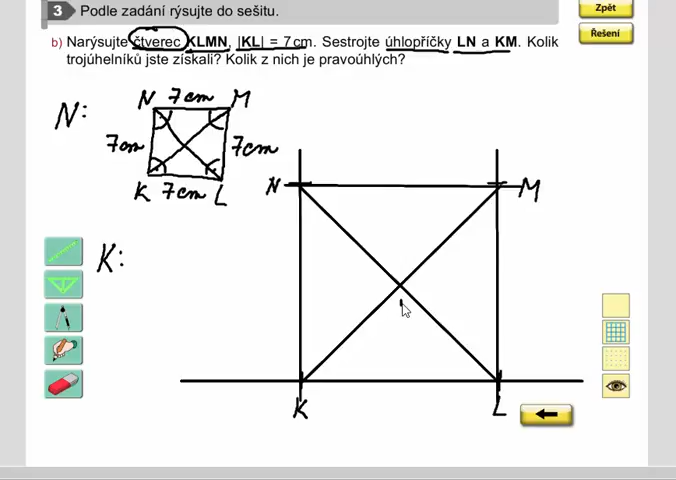 3 Podle zadání rýsujte do sešitu.
Zpět
Řešení
b) Narýsujte čtverec KLMN, |KL| = 7 cm. Sestrojte úhlopříčky LN a KM. Kolik
trojúhelníků jste získali? Kolik z nich je pravoúhlých?
N:
N 7cm M
7cm 7cm
K 7cm L
N M
K:
K L